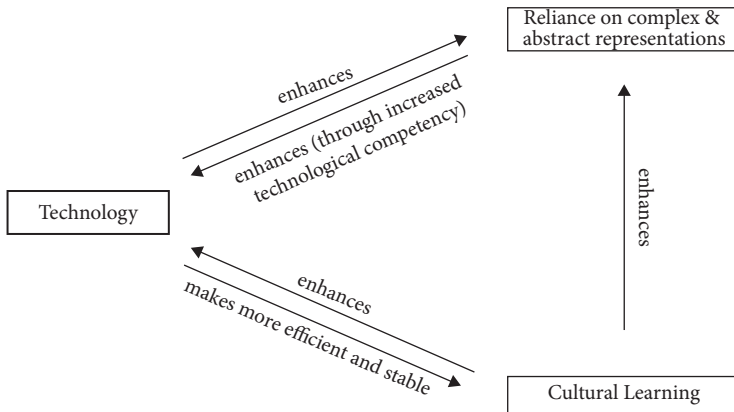 Reliance on complex &
abstract representations
enhances
enhances (through increased
technological competency)
enhances
Technology
enhances
makes more efficient and stable
Cultural Learning